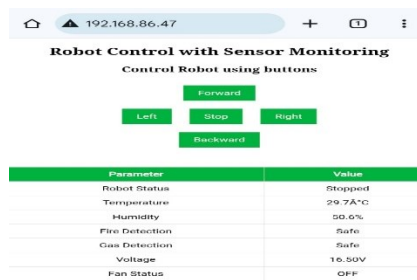 192.168.86.47
1
Robot Control with Sensor Monitoring
Control Robot using buttons
Forward
Left Stop Right
Backward
Parameter Value
Robot Status Stopped
Temperature 29.7Â°C
Humidity 50.6%
Fire Detection Safe
Gas Detection Safe
Voltage 16.50V
Fan Status OFF